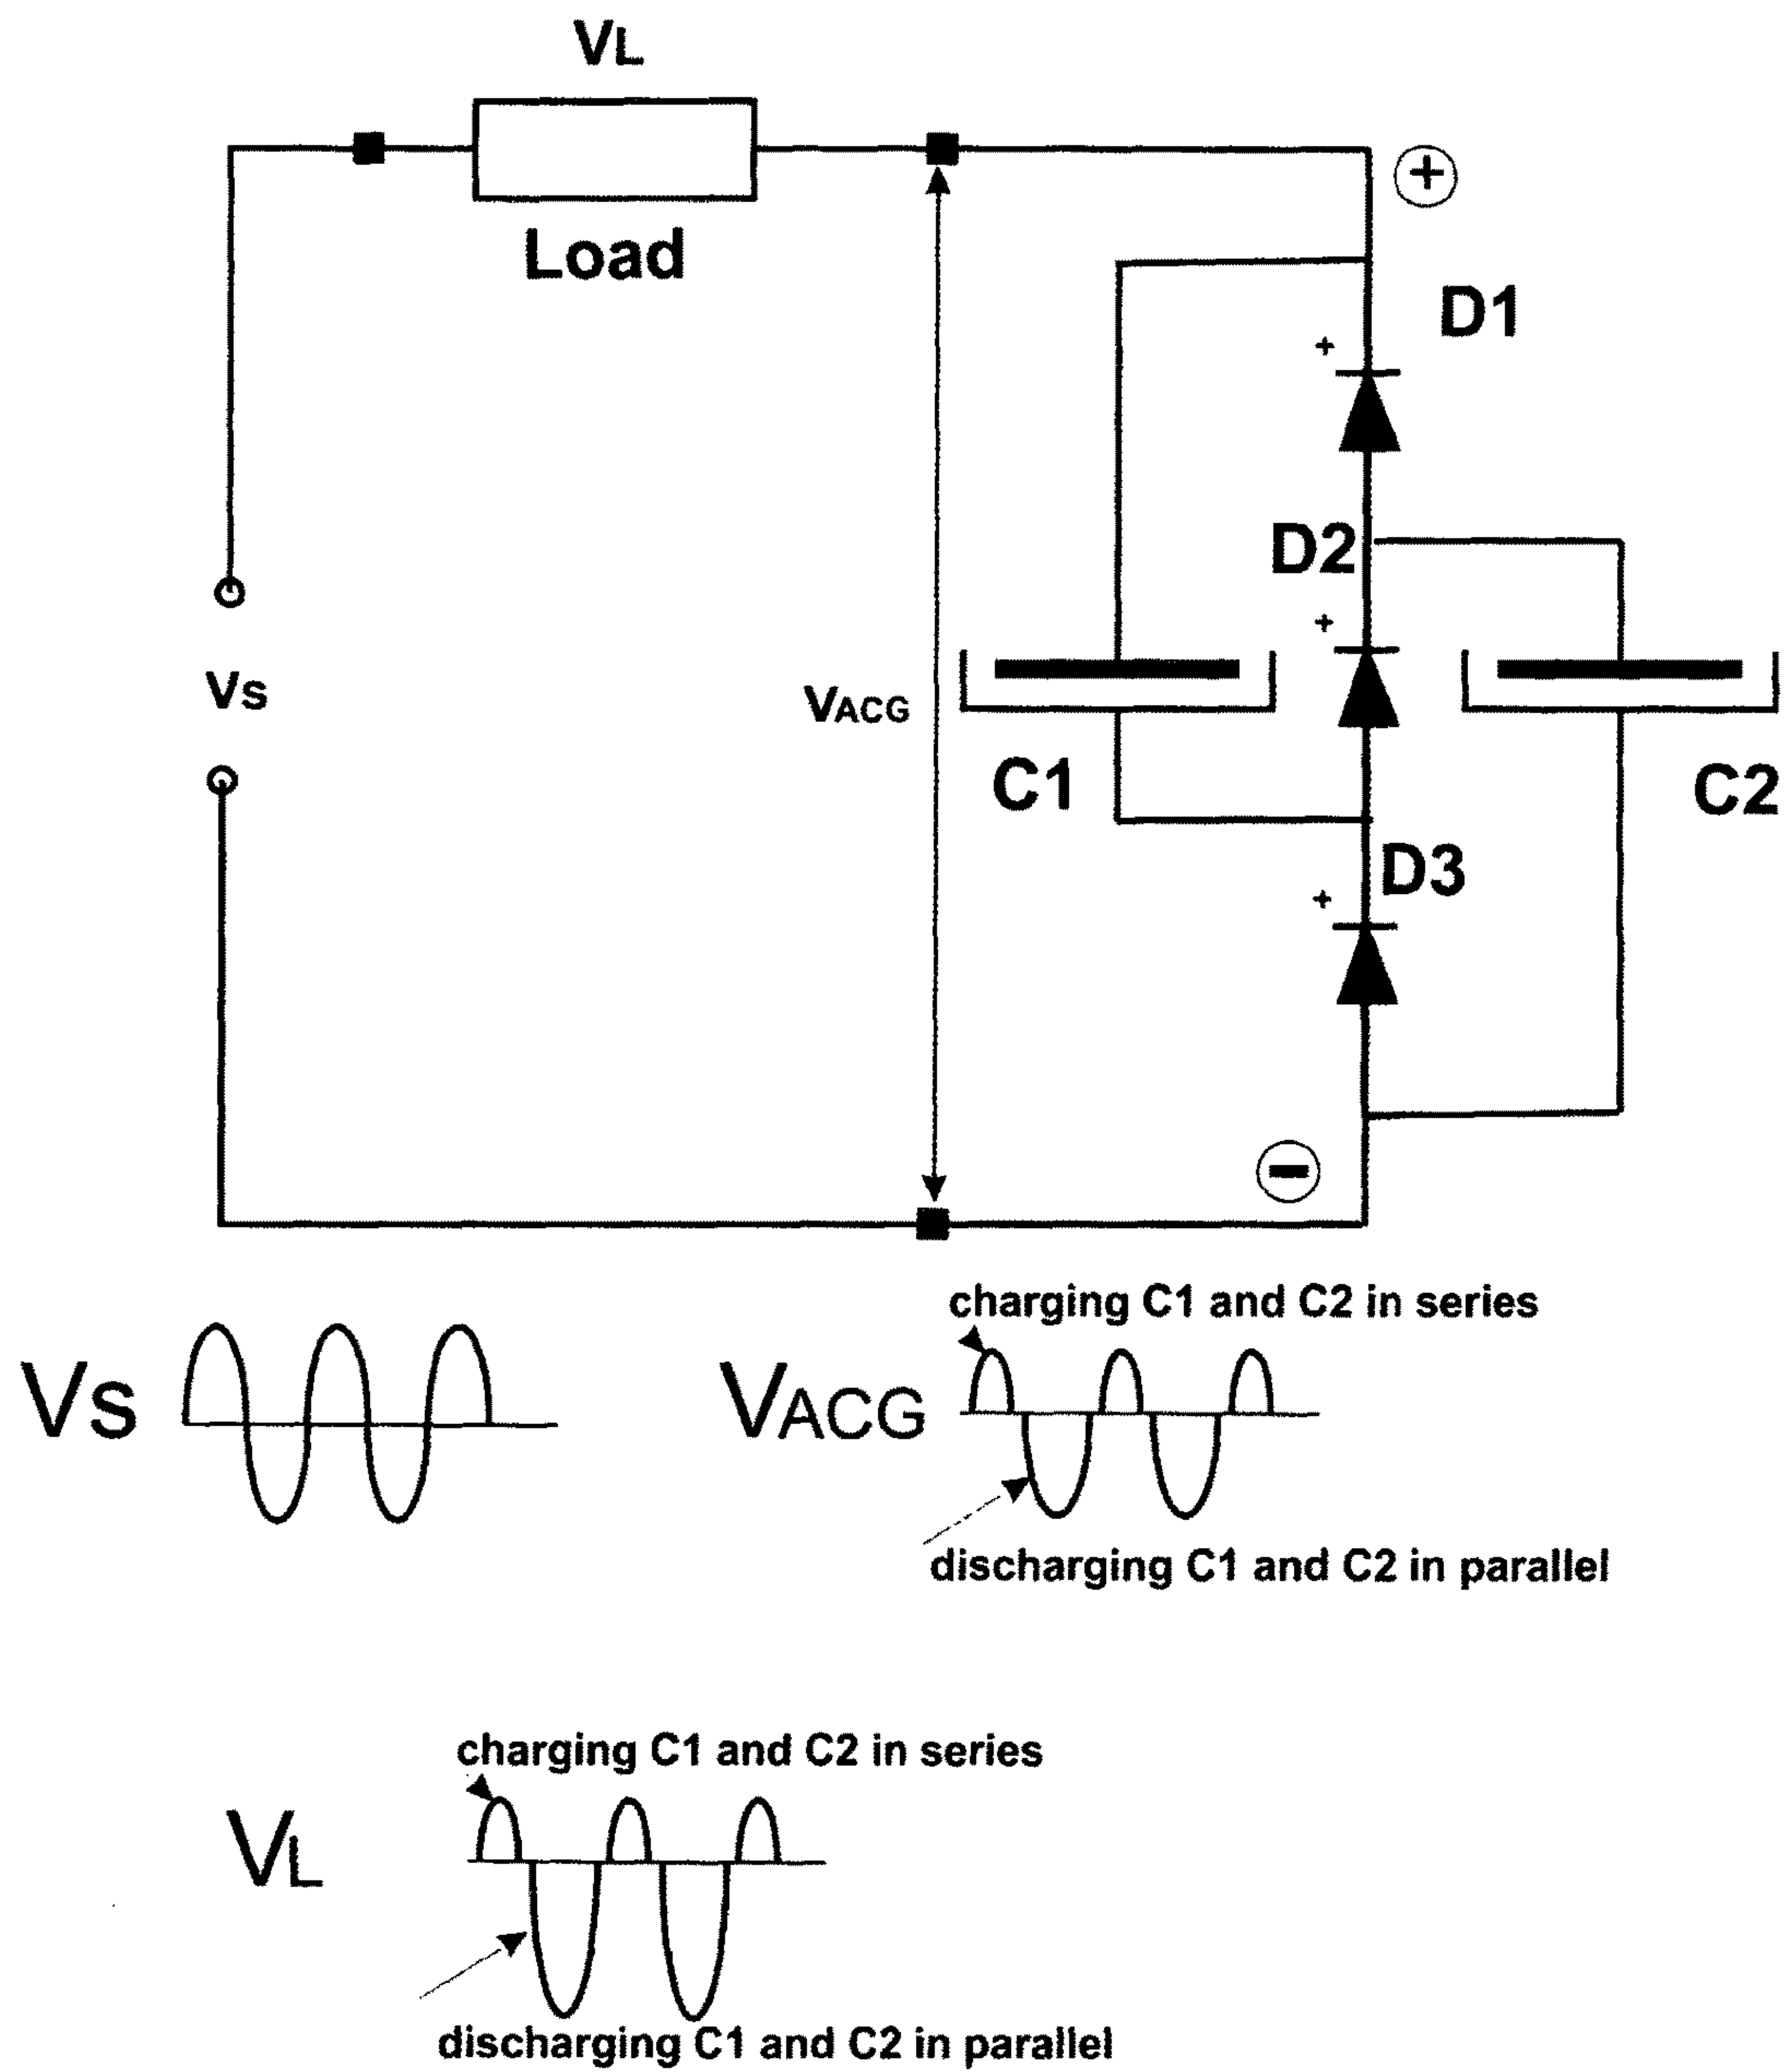 VL
Load
+
D1
+
D2
+
Vs
VACG
C1
C2
D3
+
−
charging C1 and C2 in series
Vs
VACG
discharging C1 and C2 in parallel
charging C1 and C2 in series
VL
discharging C1 and C2 in parallel